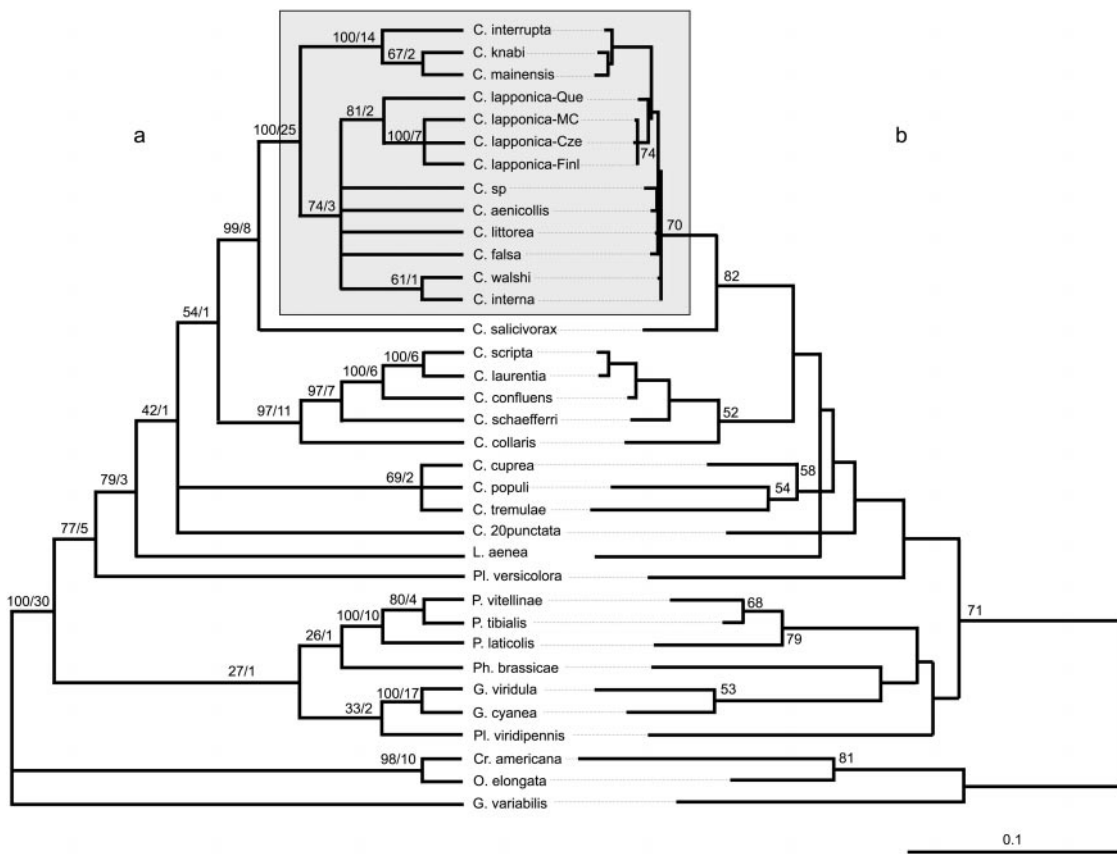 100/14
C. interrupta
67/2
C. knabi
C. mainensis
C. lapponica-Que
81/2
C. lapponica-MC
a
100/25
100/7
C. lapponica-Cze
74
b
C. lapponica-Finl
C. sp
74/3
C. aenicollis
99/8
C. littorea
70
C. falsa
61/1
C. walshi
82
C. interna
54/1
C. salicivorax
100/6
C. scripta
100/6
C. laurentia
97/7
C. confluens
42/1
97/11
C. schaefferri
52
C. collaris
C. cuprea
58
79/3
69/2
C. populi
54
C. tremulae
77/5
C. 20punctata
L. aenea
Pl. versicolora
100/30
80/4
P. vitellinae
68
71
100/10
P. tibialis
26/1
P. laticolis
79
27/1
Ph. brassicae
100/17
G. viridula
53
33/2
G. cyanea
Pl. viridipennis
98/10
Cr. americana
81
O. elongata
G. variabilis
0.1